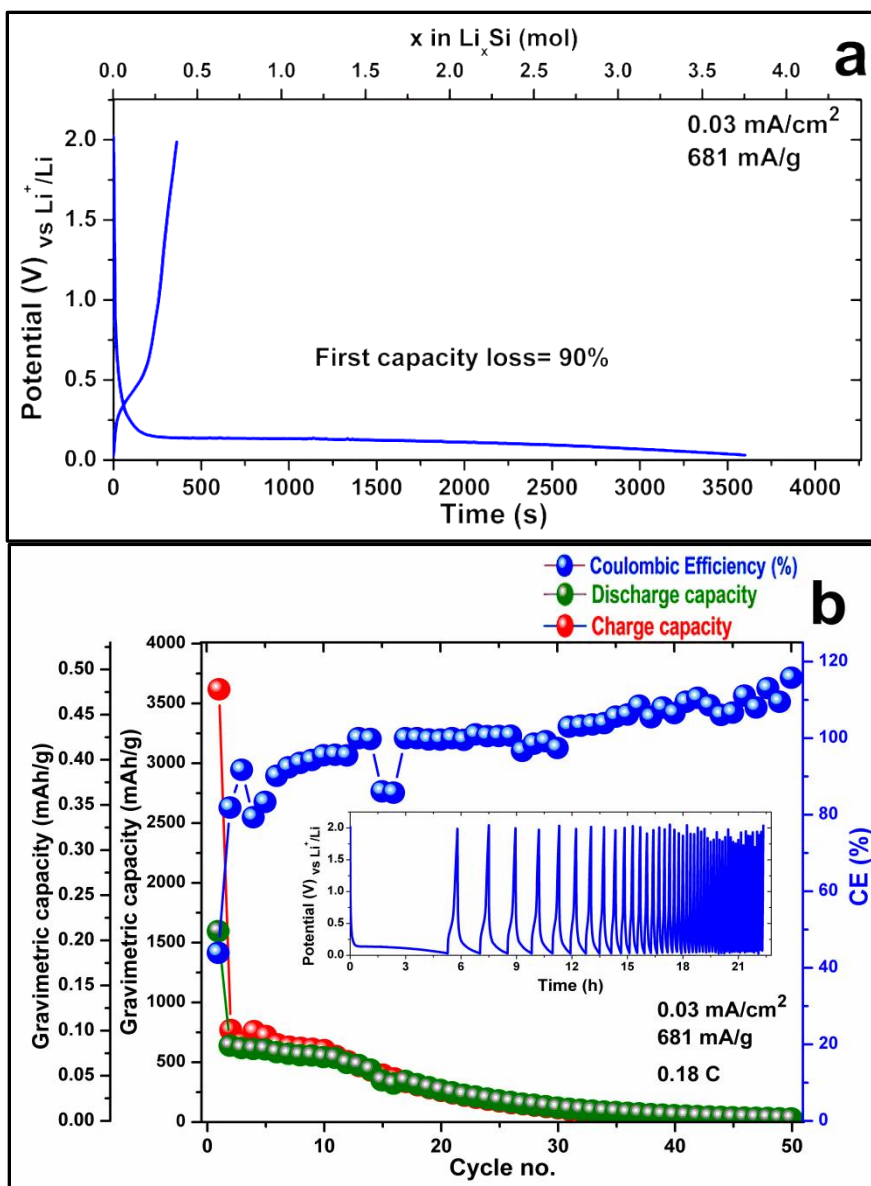 x in LixSi (mol)
0.0 0.5 1.0 1.5 2.0 2.5 3.0 3.5 4.0
a
0.03 mA/cm2
681 mA/g
2.0
1.5
1.0
0.5
0.0
Potential (V) vs Li+/Li
First capacity loss= 90%
0 500 1000 1500 2000 2500 3000 3500 4000
Time (s)
Coulombic Efficiency (%)
Discharge capacity
Charge capacity
b
Gravimetric capacity (mAh/g)
0.50
0.45
0.40
0.35
0.30
0.25
0.20
0.15
0.10
0.05
0.00
Gravimetric capacity (mAh/g)
4000
3500
3000
2500
2000
1500
1000
500
0
120
100
80
60
40
20
0
CE (%)
Potential (V) vs Li+/Li
2.0
1.5
1.0
0.5
0.0
0 3 6 9 12 15 18 21
Time (h)
0.03 mA/cm2
681 mA/g
0.18 C
0 10 20 30 40 50
Cycle no.